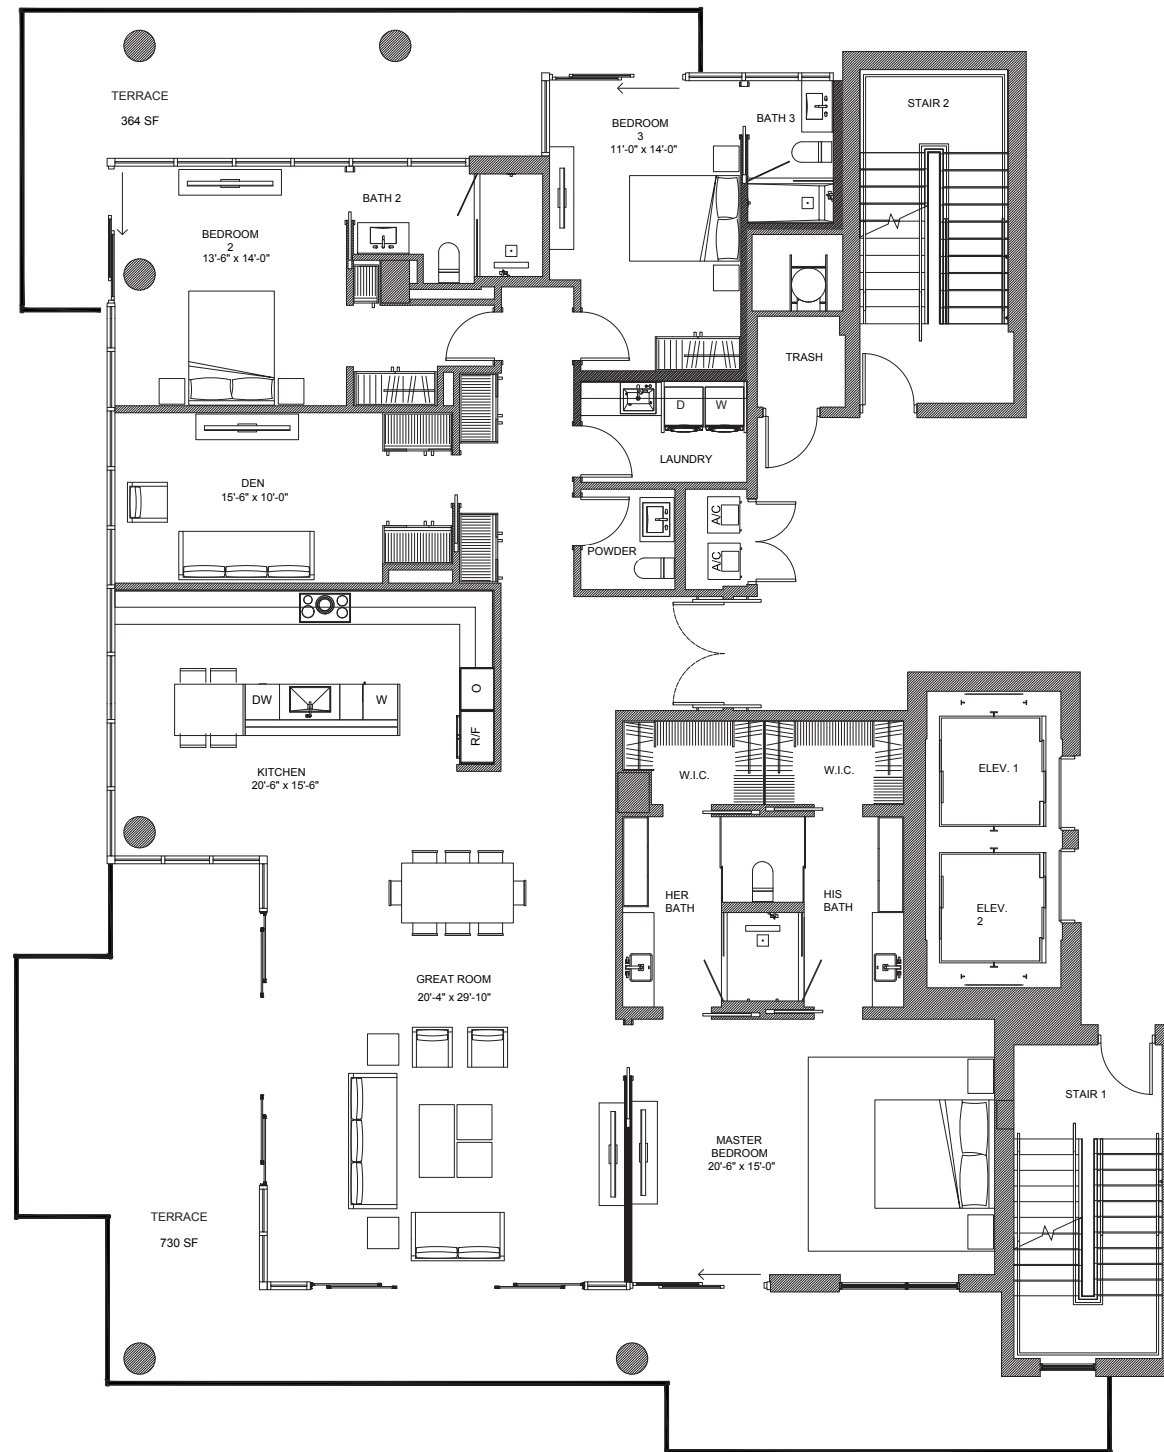 TERRACE
364 SF
BEDROOM
3
11'-0" x 14'-0"
BATH 3
STAIR 2
BATH 2
BEDROOM
2
13'-6" x 14'-0"
TRASH
D
W
LAUNDRY
DEN
15'-6" x 10'-0"
A/C
A/C
POWDER
DW
W
O
R/F
KITCHEN
20'-6" x 15'-6"
W.I.C.
W.I.C.
ELEV. 1
HER
BATH
HIS
BATH
ELEV.
2
GREAT ROOM
20'-4" x 29'-10"
STAIR 1
MASTER
BEDROOM
20'-6" x 15'-0"
TERRACE
730 SF